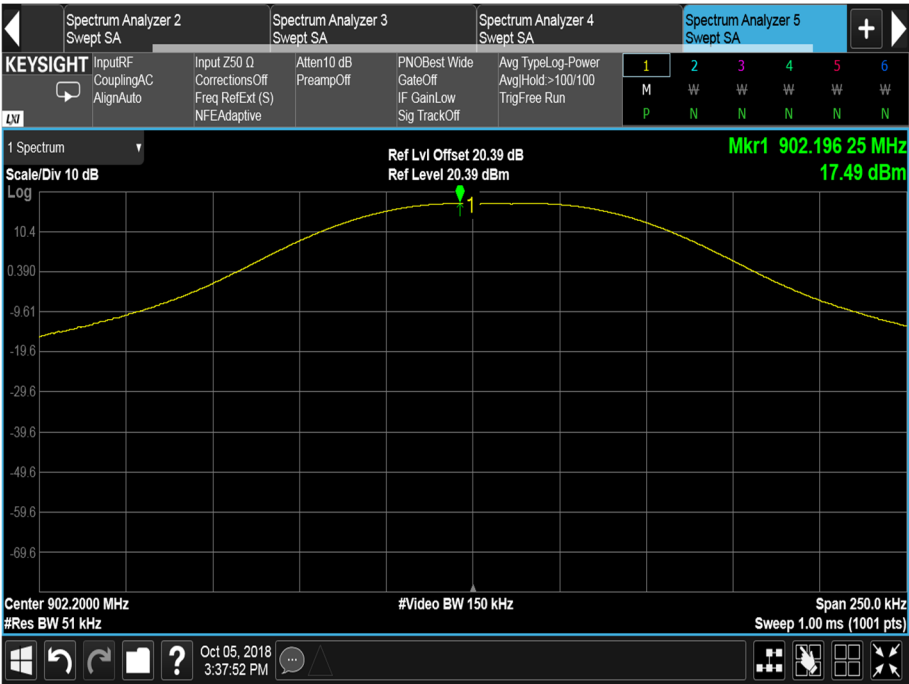 Spectrum Analyzer 2
Swept SA
Spectrum Analyzer 3
Swept SA
Spectrum Analyzer 4
Swept SA
Spectrum Analyzer 5
Swept SA
+
KEYSIGHT
LXI
InputRF
CouplingAC
AlignAuto
Input Z50 Ω
CorrectionsOff
Freq RefExt (S)
NFEAdaptive
Atten10 dB
PreampOff
PNOBest Wide
GateOff
IF GainLow
Sig TrackOff
Avg TypeLog-Power
Avg|Hold:>100/100
TrigFree Run
1 2 3 4 5 6
M W W W W W
P N N N N N
1 Spectrum
Scale/Div 10 dB
Log
Ref Lvl Offset 20.39 dB
Ref Level 20.39 dBm
Mkr1 902.196 25 MHz
17.49 dBm
1
10.4
0.390
-9.61
-19.6
-29.6
-39.6
-49.6
-59.6
-69.6
Center 902.2000 MHz
#Res BW 51 kHz
#Video BW 150 kHz
Span 250.0 kHz
Sweep 1.00 ms (1001 pts)
?
Oct 05, 2018
3:37:52 PM